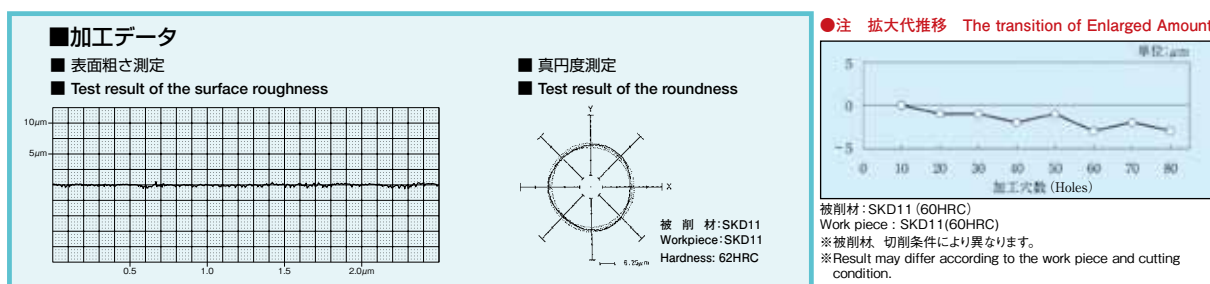 ■加工データ
■ 表面粗さ測定
■ Test result of the surface roughness
10μm
5μm
0.5 1.0 1.5 2.0μm
■ 真円度測定
■ Test result of the roundness
Y
X
被 削 材:SKD11
Workpiece:SKD11
Hardness: 62HRC
6.25μm
●注 拡大代推移 The transition of Enlarged Amount
単位:μm
5
0
-5
0 10 20 30 40 50 60 70 80
加工穴数 (Holes)
被削材:SKD11(60HRC)
Work piece : SKD11(60HRC)
※被削材、切削条件により異なります。
※Result may differ according to the work piece and cutting
condition.